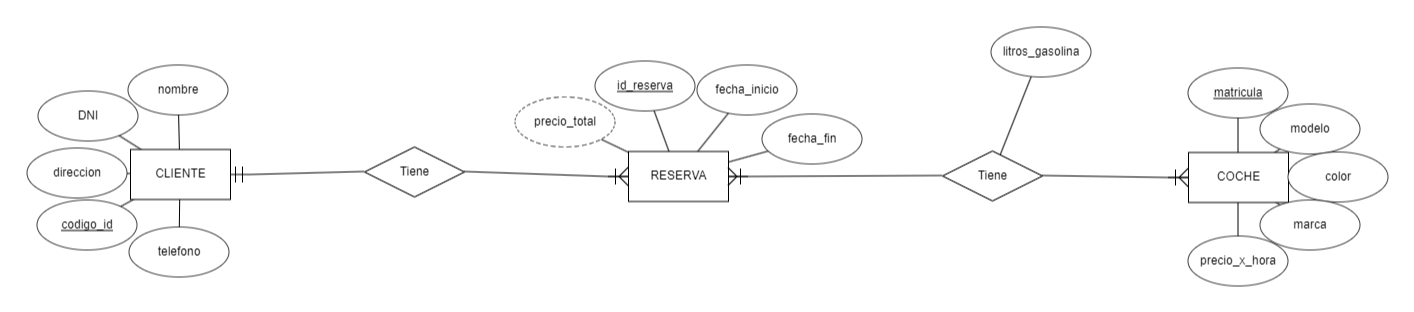 nombre
DNI
direccion
CLIENTE
codigo_id
telefono
Tiene
precio_total
id_reserva
fecha_inicio
fecha_fin
RESERVA
litros_gasolina
Tiene
matricula
modelo
COCHE
color
marca
precio_x_hora